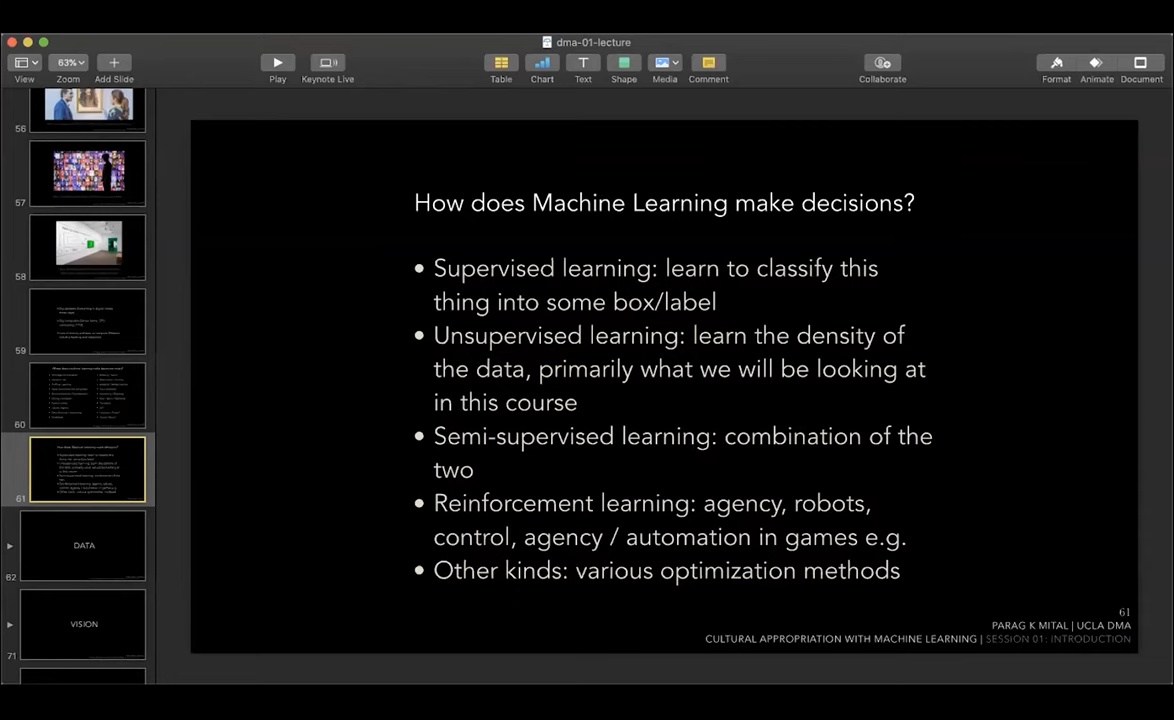 dma-01-lecture
63%
View
Zoom
Add Slide
Play
Keynote Live
Table
Chart
Text
Shape
Media
Comment
Collaborate
Format
Animate
Document
56
57
58
59
60
61
DATA
62
VISION
71
How does Machine Learning make decisions?
• Supervised learning: learn to classify this
thing into some box/label
• Unsupervised learning: learn the density of
the data, primarily what we will be looking at
in this course
• Semi-supervised learning: combination of the
two
• Reinforcement learning: agency, robots,
control, agency / automation in games e.g.
• Other kinds: various optimization methods
61
PARAG K MITAL | UCLA DMA
CULTURAL APPROPRIATION WITH MACHINE LEARNING | SESSION 01: INTRODUCTION